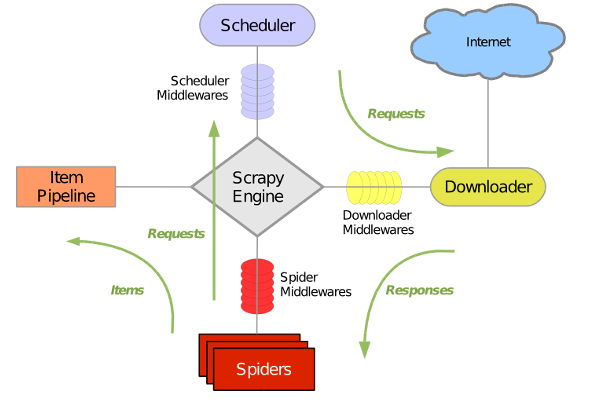 Scheduler
Internet
Scheduler
Middlewares
Requests
Item
Pipeline
Scrapy
Engine
Downloader
Downloader
Middlewares
Requests
Spider
Middlewares
Items
Responses
Spiders